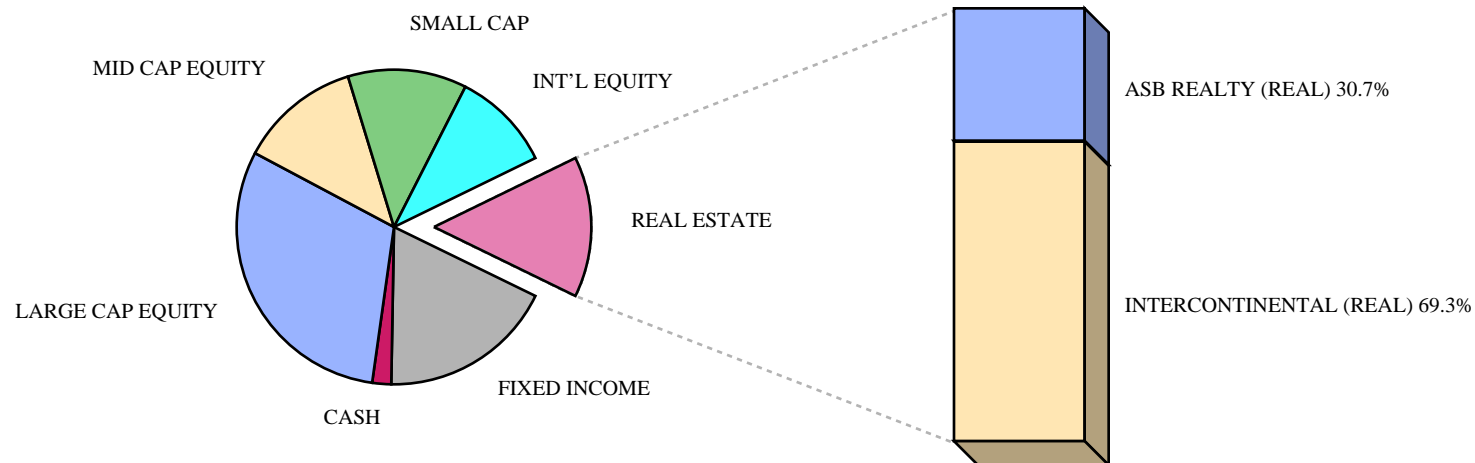 SMALL CAP
MID CAP EQUITY
INT'L EQUITY
ASB REALTY (REAL) 30.7%
REAL ESTATE
LARGE CAP EQUITY
INTERCONTINENTAL (REAL) 69.3%
FIXED INCOME
CASH